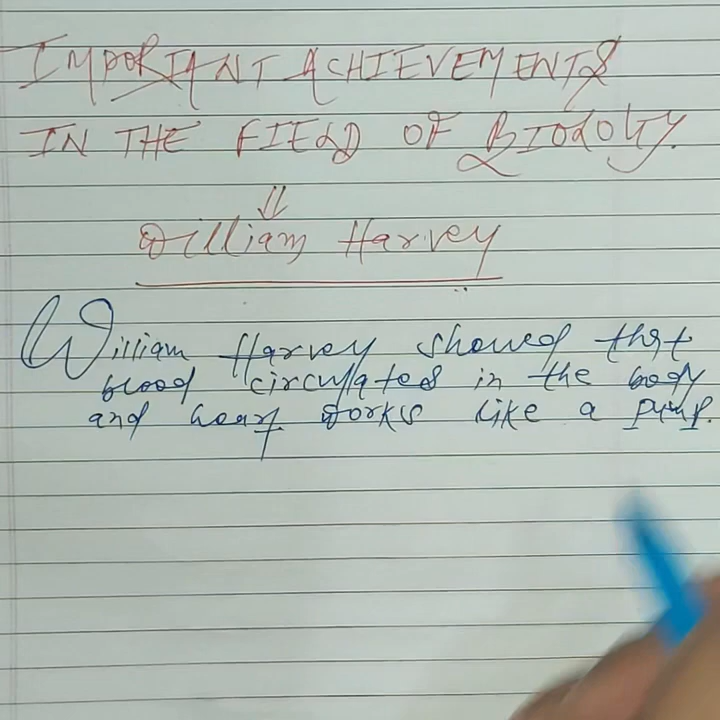 IMPORTANT ACHIEVEMENTS
IN THE FIELD OF BIOLOGY.
⇓
William Harvey
William Harvey showed that
blood circulated in the body
and heart works like a pump.